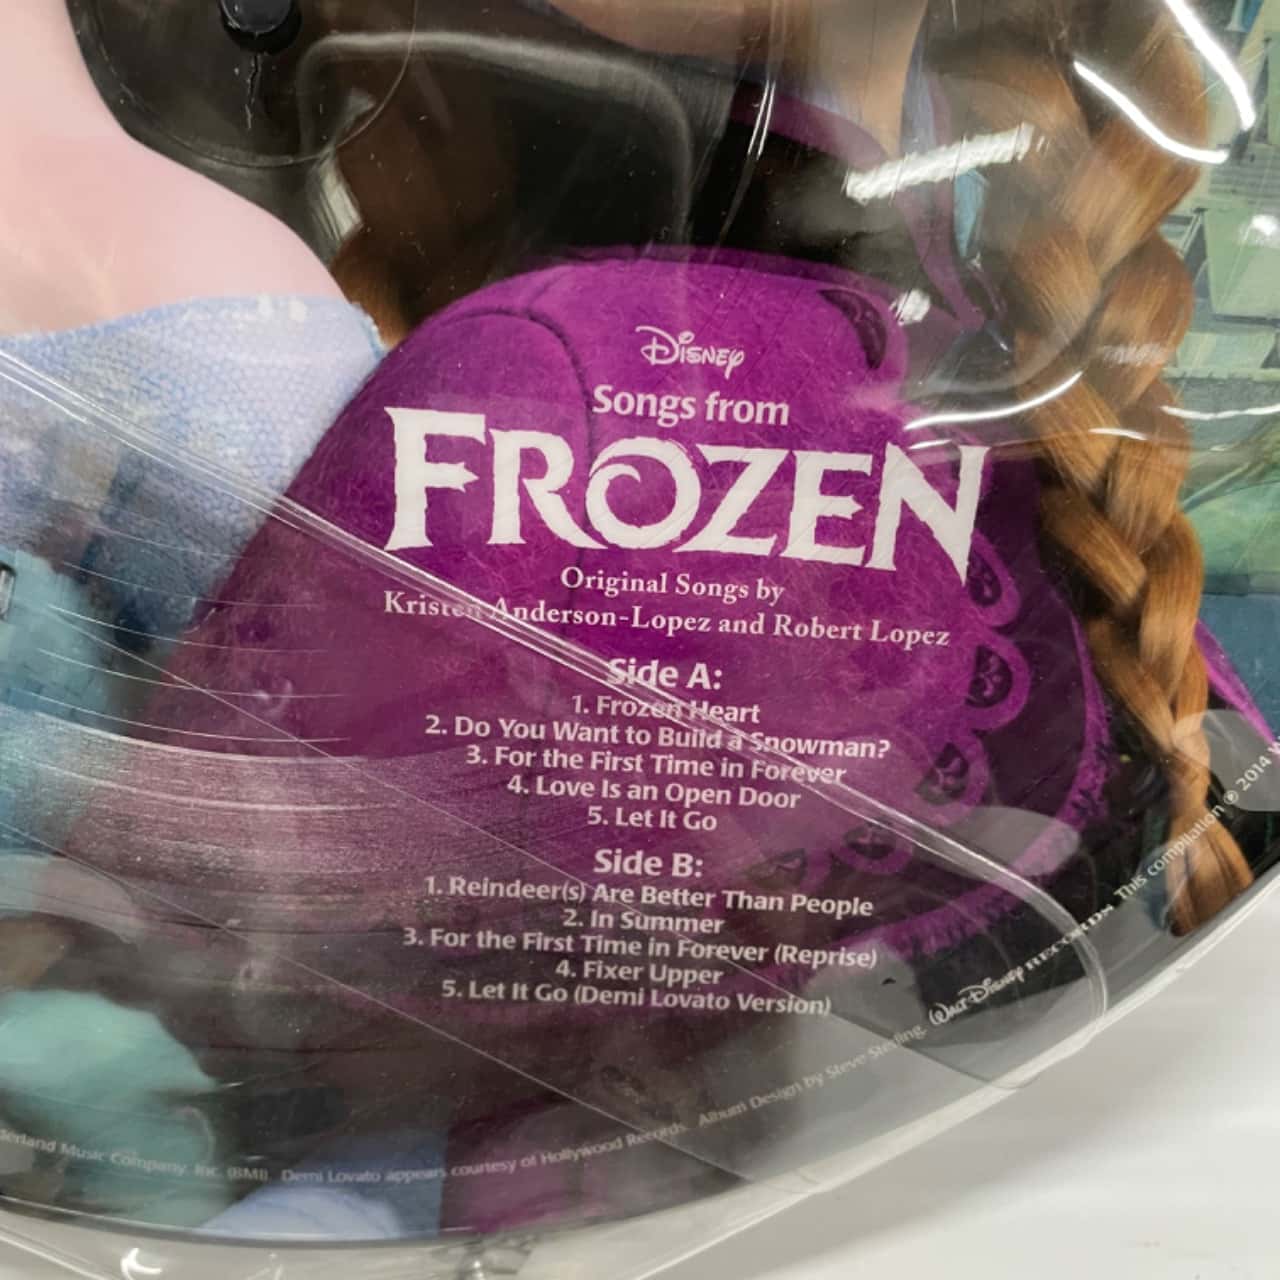 Disney
Songs from
FROZEN
Original Songs by
Kristen Anderson-Lopez and Robert Lopez
Side A:
1. Frozen Heart
2. Do You Want to Build a Snowman?
3. For the First Time in Forever
4. Love Is an Open Door
5. Let It Go
Side B:
1. Reindeer(s) Are Better Than People
2. In Summer
3. For the First Time in Forever (Reprise)
4. Fixer Upper
5. Let It Go (Demi Lovato Version)
Music Company, Inc. (BMI). Demi Lovato appears courtesy of Hollywood Records. Album Design by Steve Sterling. Walt Disney RECORDS This compilation ℗ 2014